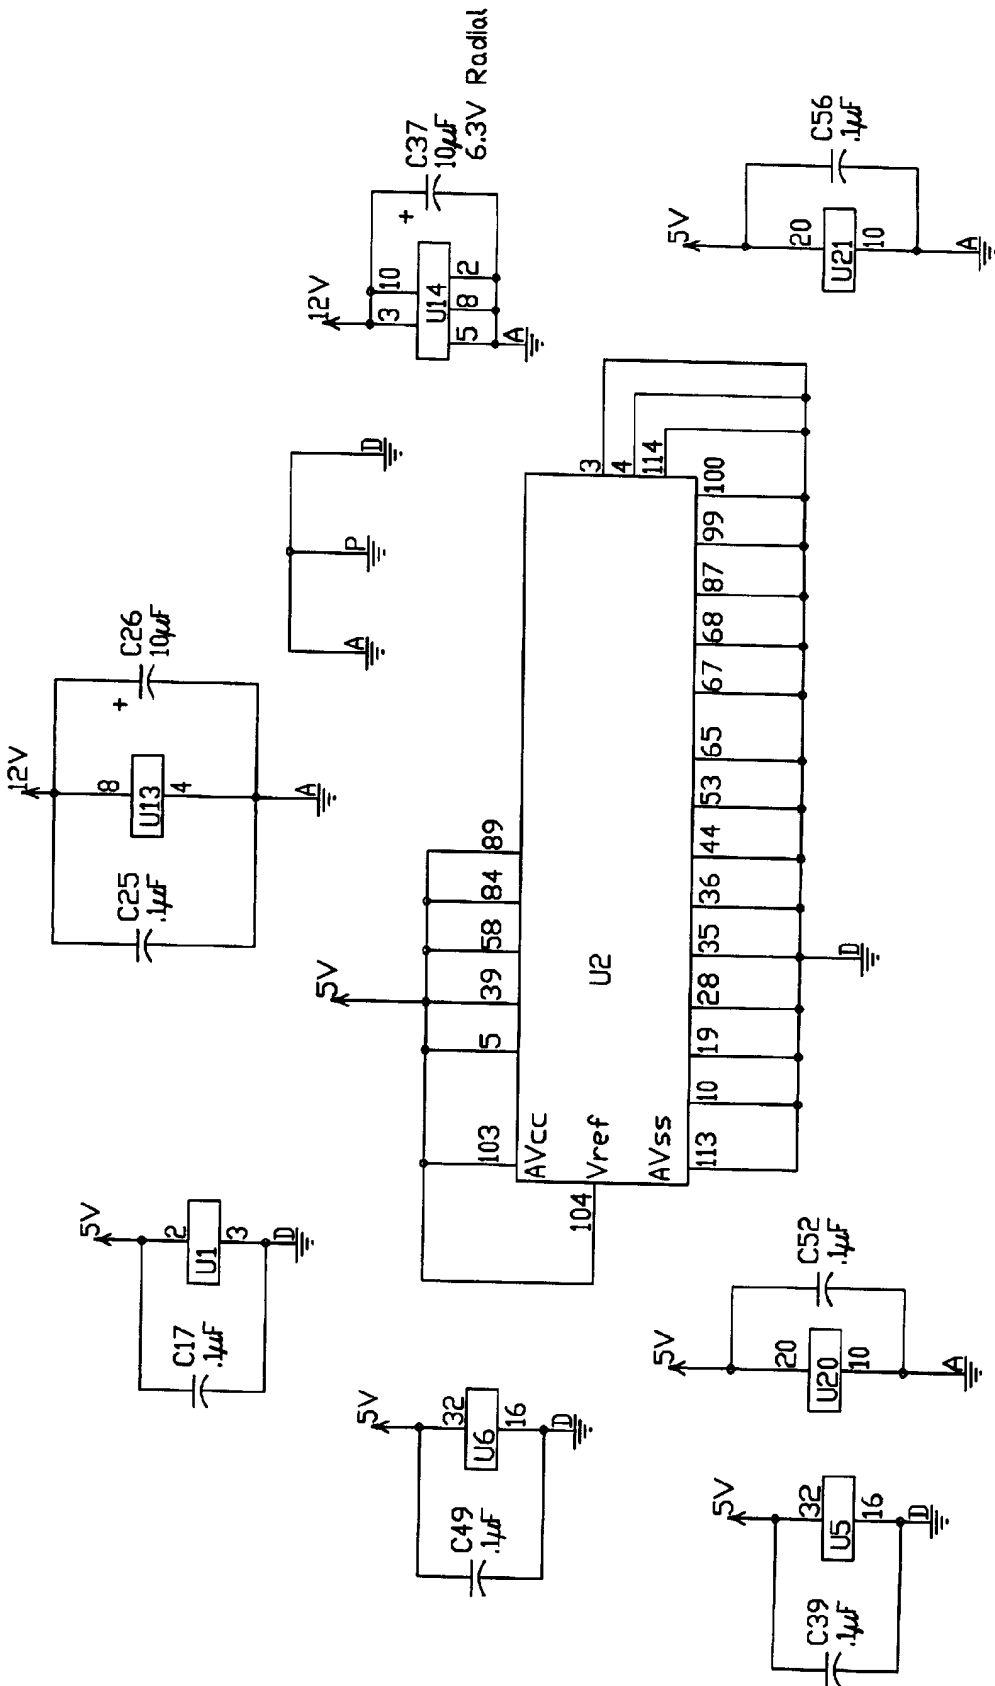 5V
C17
.1µF
2
U1
3
D
12V
C25
.1µF
8
U13
4
+
C26
10µF
A
A
P
D
12V
3
10
U14
5
8
2
+
C37
10µF
6.3V Radial
A
5V
C49
.1µF
32
U6
16
D
5V
103
5
39
58
84
89
AVcc
104
Vref
U2
AVss
3
4
114
113
10
19
28
35
36
44
53
65
67
68
87
99
100
D
5V
C39
.1µF
32
U5
16
D
5V
20
U20
10
C52
.1µF
A
5V
20
U21
10
C56
.1µF
A